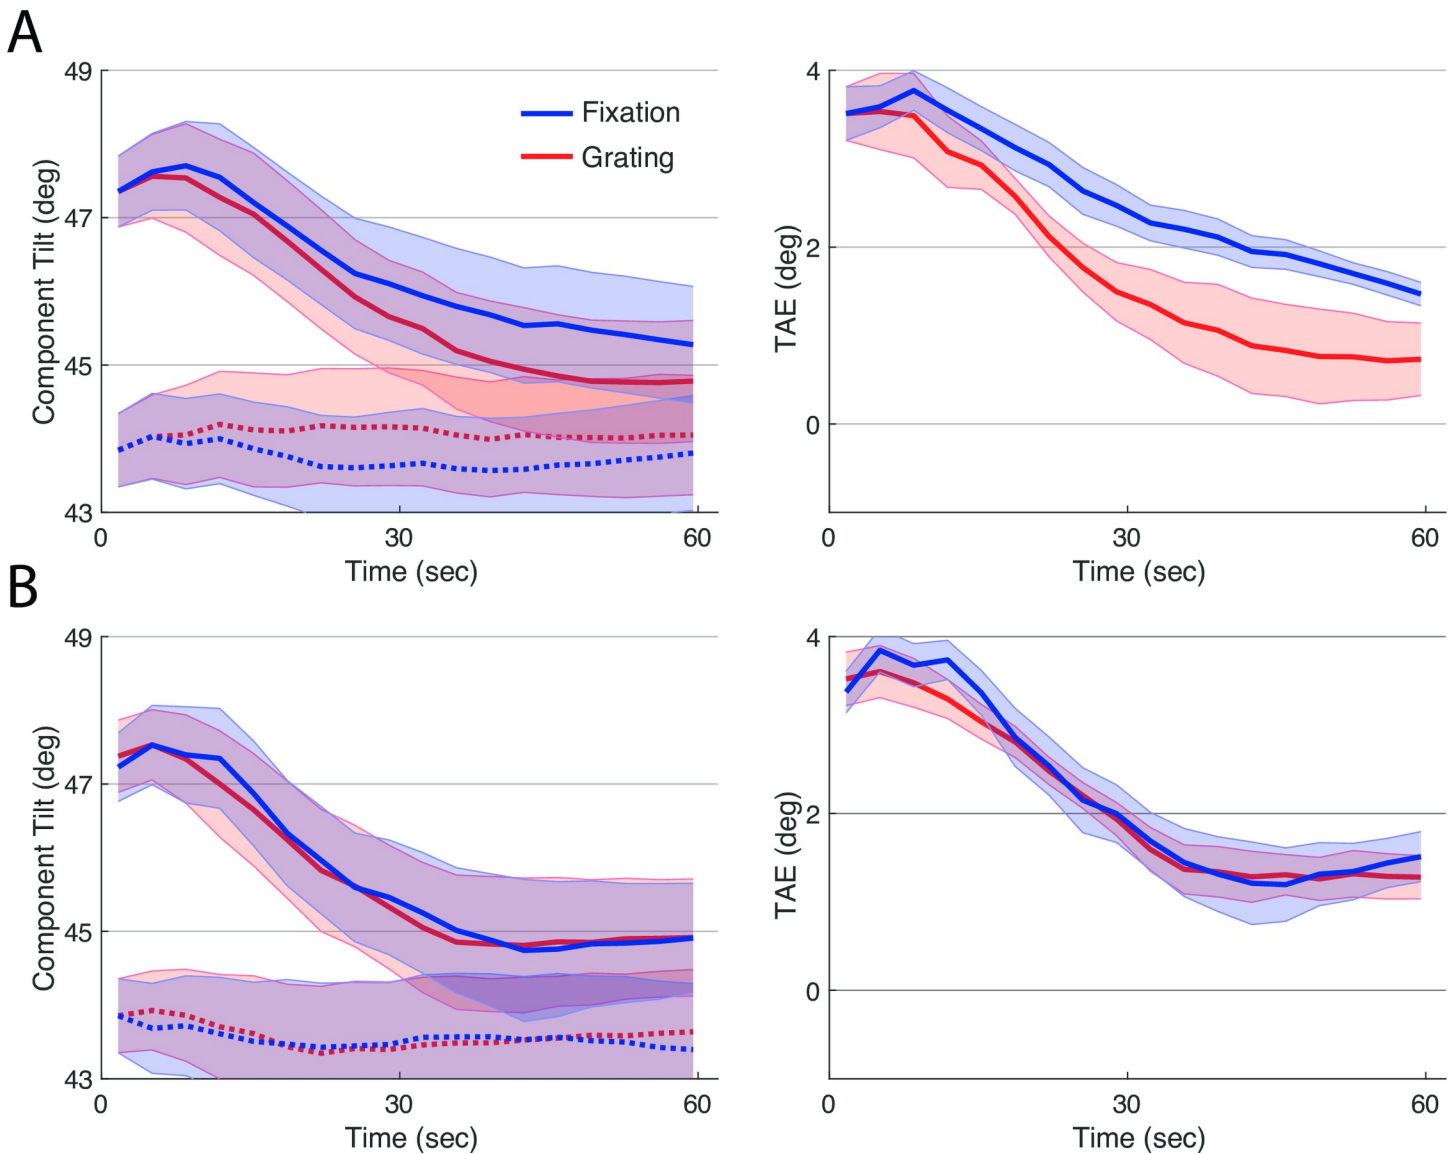 A
49
47
45
43
Component Tilt (deg)
Fixation
Grating
0 30 60
Time (sec)
4
2
0
TAE (deg)
0 30 60
Time (sec)
B
49
47
45
43
Component Tilt (deg)
0 30 60
Time (sec)
4
2
0
TAE (deg)
0 30 60
Time (sec)